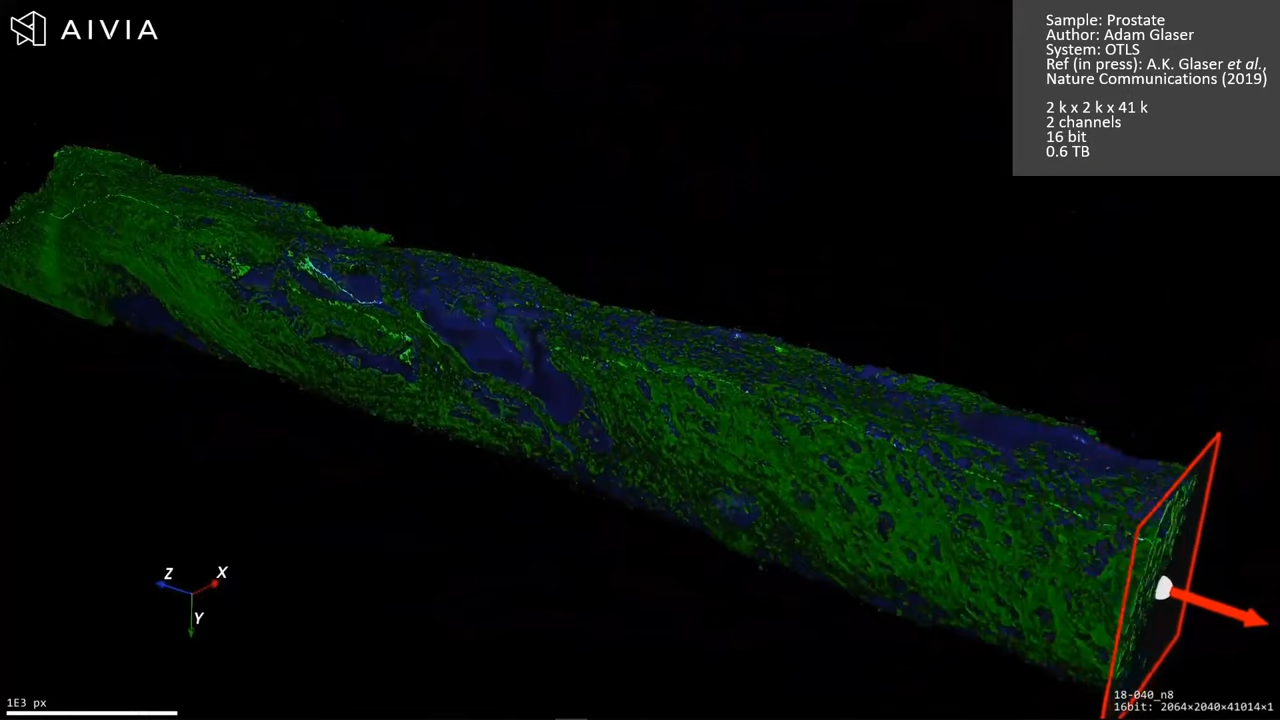 AIVIA
Sample: Prostate
Author: Adam Glaser
System: OTLS
Ref (in press): A.K. Glaser et al.,
Nature Communications (2019)
2 k x 2 k x 41 k
2 channels
16 bit
0.6 TB
Z
X
Y
1E3 px
18-040_n8
16bit: 2064×2040×41014×1